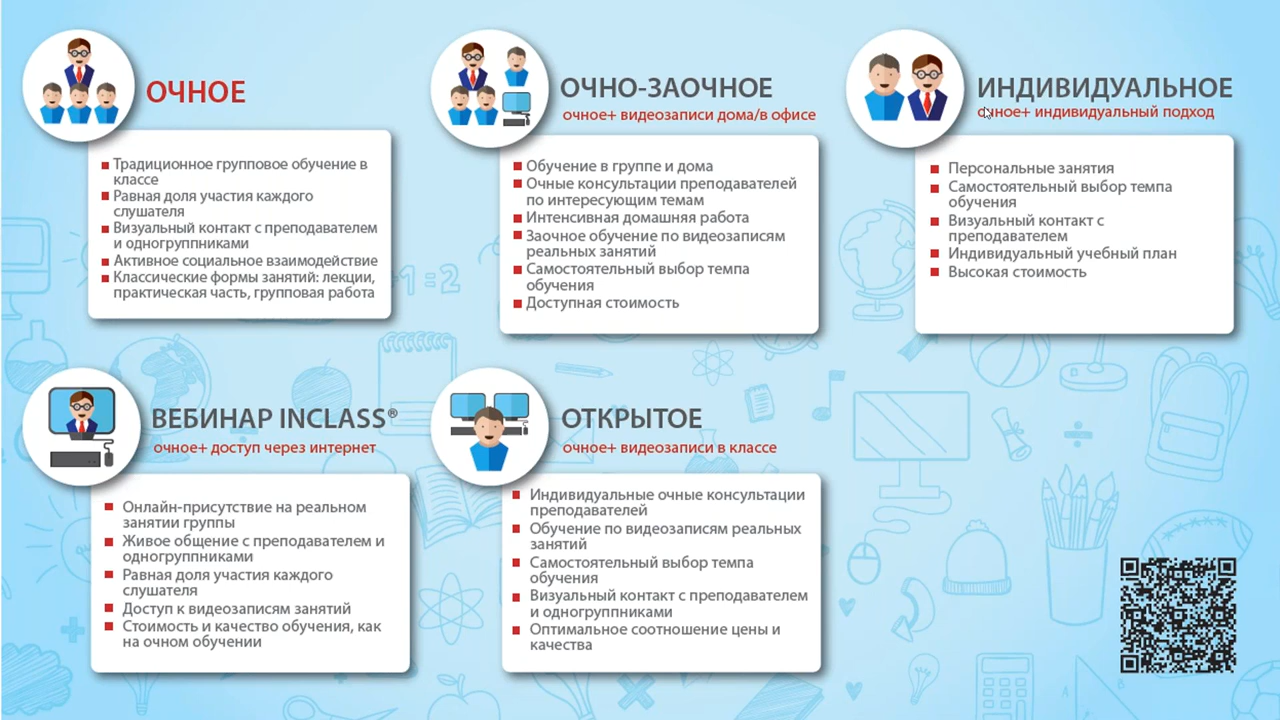 ОЧНОЕ
Традиционное групповое обучение в
классе
Равная доля участия каждого
слушателя
Визуальный контакт с преподавателем
и одногруппниками
Активное социальное взаимодействие
Классические формы занятий: лекции,
практическая часть, групповая работа
ОЧНО-ЗАОЧНОЕ
очное+ видеозаписи дома/в офисе
Обучение в группе и дома
Очные консультации преподавателей
по интересующим темам
Интенсивная домашняя работа
Заочное обучение по видеозаписям
реальных занятий
Самостоятельный выбор темпа
обучения
Доступная стоимость
ИНДИВИДУАЛЬНОЕ
очное+ индивидуальный подход
Персональные занятия
Самостоятельный выбор темпа
обучения
Визуальный контакт с
преподавателем
Индивидуальный учебный план
Высокая стоимость
ВЕБИНАР INCLASS®
очное+ доступ через интернет
Онлайн-присутствие на реальном
занятии группы
Живое общение с преподавателем и
одногруппниками
Равная доля участия каждого
слушателя
Доступ к видеозаписям занятий
Стоимость и качество обучения, как
на очном обучении
ОТКРЫТОЕ
очное+ видеозаписи в классе
Индивидуальные очные консультации
преподавателей
Обучение по видеозаписям реальных
занятий
Самостоятельный выбор темпа
обучения
Визуальный контакт с преподавателем
и одногруппниками
Оптимальное соотношение цены и
качества